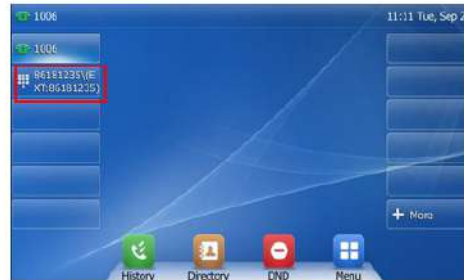 1006
11:11 Tue, Sep 2
1006
86181235\(E
XT:86181235)
+ More
History
Directory
DND
Menu